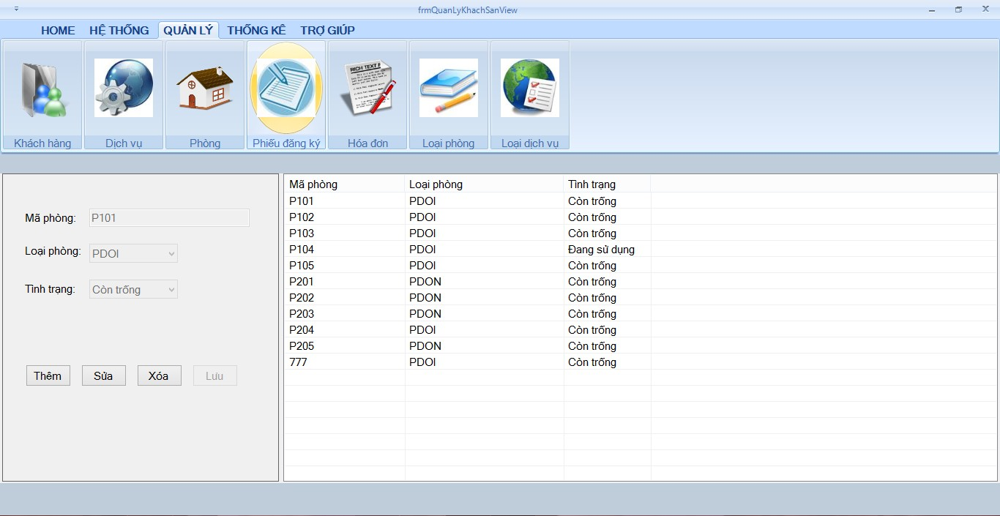 frmQuanLyKhachSanView
HOME HỆ THỐNG QUẢN LÝ THỐNG KÊ TRỢ GIÚP
RICH TEXT F
Khách hàng Dịch vụ Phòng Phiếu đăng ký Hóa đơn Loại phòng Loại dịch vụ
Mã phòng: P101
Loại phòng: PDOI
Tình trạng: Còn trống
Thêm Sửa Xóa Lưu
Mã phòng Loại phòng Tình trạng
P101 PDOI Còn trống
P102 PDOI Còn trống
P103 PDOI Còn trống
P104 PDOI Đang sử dụng
P105 PDOI Còn trống
P201 PDON Còn trống
P202 PDON Còn trống
P203 PDON Còn trống
P204 PDOI Còn trống
P205 PDON Còn trống
777 PDOI Còn trống